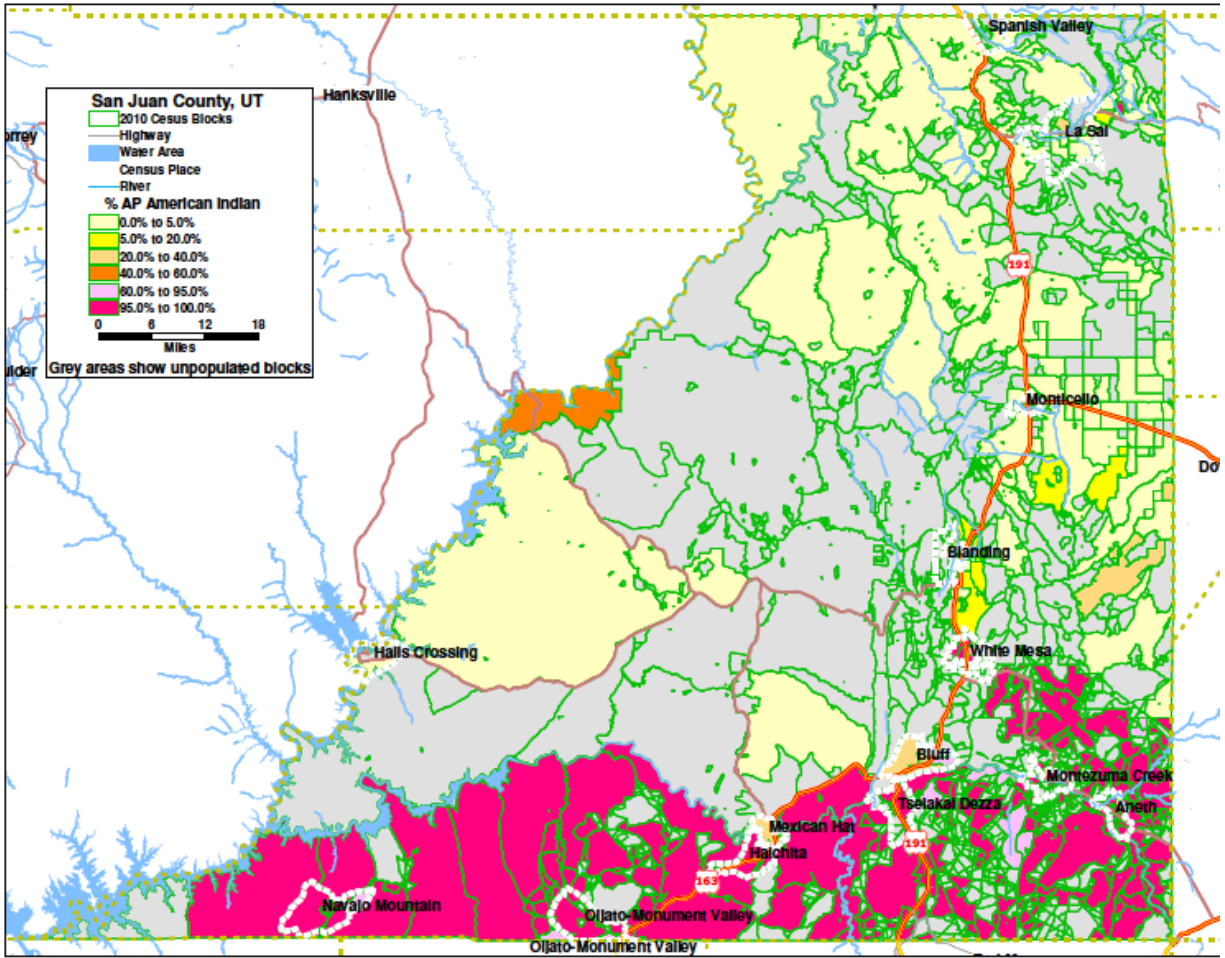 Spanish Valley
San Juan County, UT
2010 Cesus Blocks
Highway
Water Area
Census Place
River
% AP American Indian
0.0% to 5.0%
5.0% to 20.0%
20.0% to 40.0%
40.0% to 60.0%
60.0% to 95.0%
95.0% to 100.0%
0 6 12 18
Miles
Grey areas show unpopulated blocks
Hanksville
orrey
La Sal
191
ulder
Monticello
Do
Blanding
Halls Crossing
White Mesa
Bluff
Montezuma Creek
Tselakai Dezza
Aneth
Mexican Hat
191
Halchita
163
Navajo Mountain
Oljato-Monument Valley
Oljato-Monument Valley